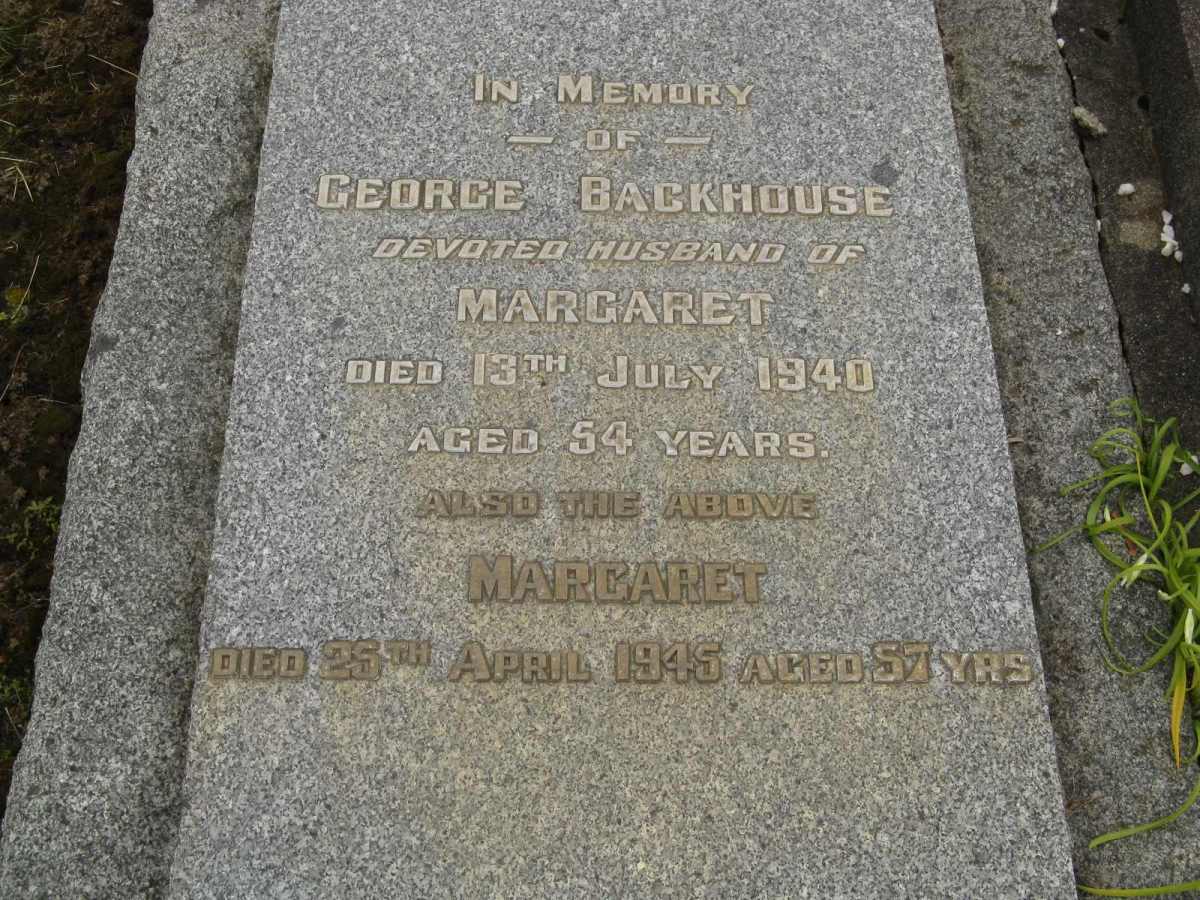 IN MEMORY
— OF —
GEORGE BACKHOUSE
DEVOTED HUSBAND OF
MARGARET
DIED 13TH JULY 1940
AGED 54 YEARS.
ALSO THE ABOVE
MARGARET
DIED 25TH APRIL 1945 AGED 57 YRS